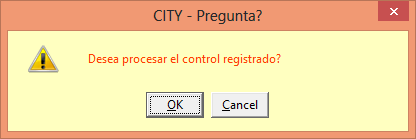 CITY - Pregunta?
Desea procesar el control registrado?
OK Cancel